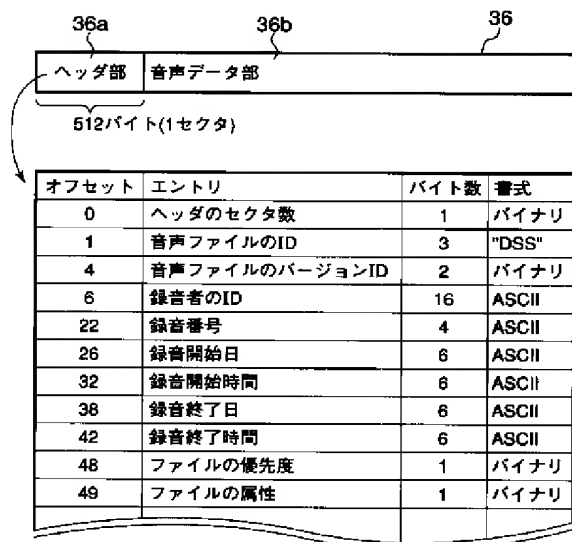 36a 36b 36
ヘッダ部 音声データ部
512バイト(1セクタ)
オフセット エントリ バイト数 書式
0 ヘッダのセクタ数 1 バイナリ
1 音声ファイルのID 3 "DSS"
4 音声ファイルのバージョンID 2 バイナリ
6 録音者のID 16 ASCII
22 録音番号 4 ASCII
26 録音開始日 6 ASCII
32 録音開始時間 6 ASCII
38 録音終了日 6 ASCII
42 録音終了時間 6 ASCII
48 ファイルの優先度 1 バイナリ
49 ファイルの属性 1 バイナリ